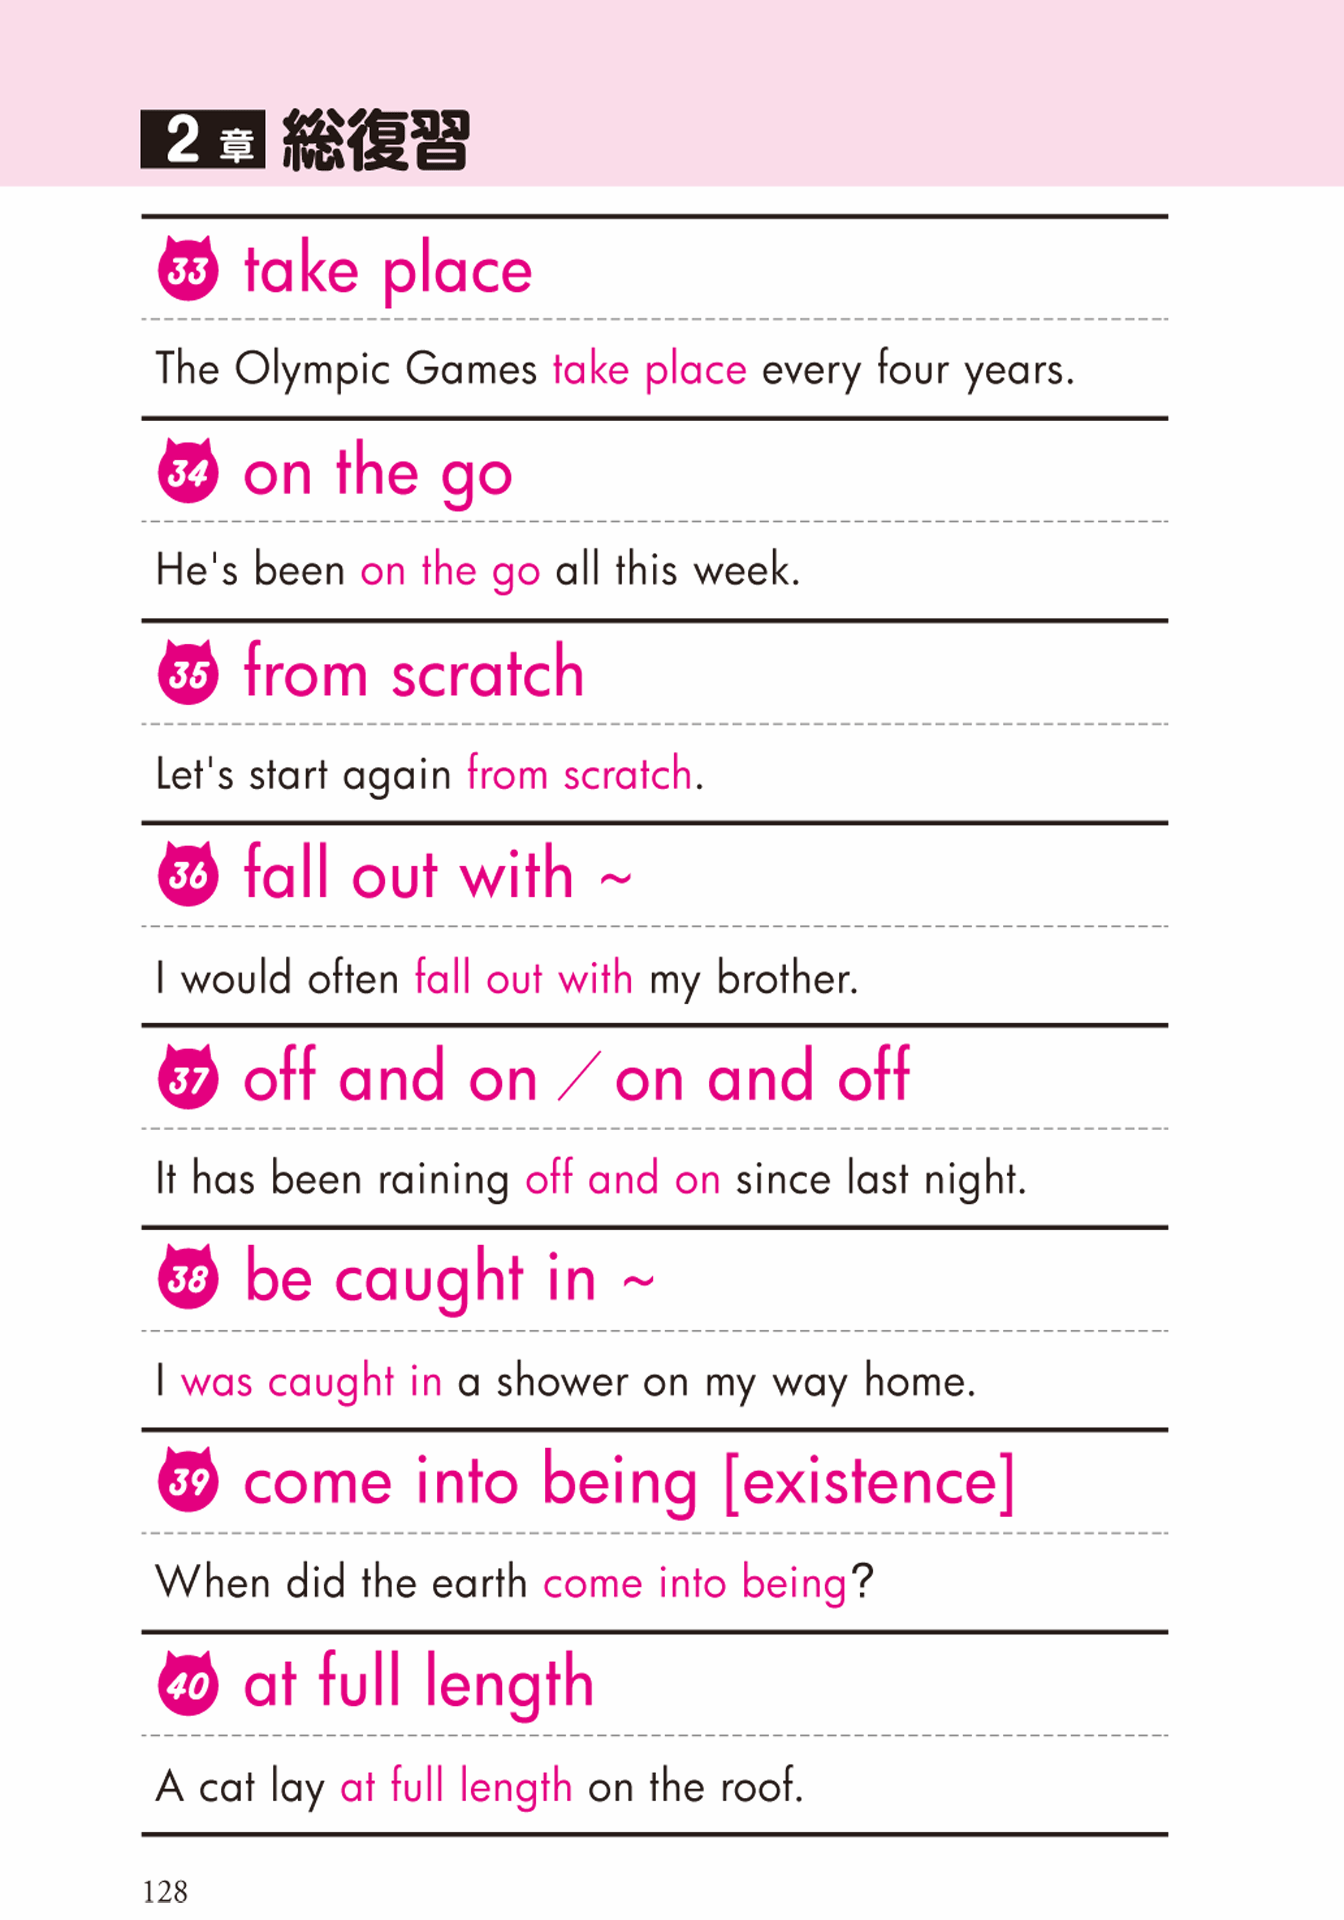 2章 総復習
33 take place
The Olympic Games take place every four years.
34 on the go
He's been on the go all this week.
35 from scratch
Let's start again from scratch.
36 fall out with ~
I would often fall out with my brother.
37 off and on／on and off
It has been raining off and on since last night.
38 be caught in ~
I was caught in a shower on my way home.
39 come into being [existence]
When did the earth come into being?
40 at full length
A cat lay at full length on the roof.
128